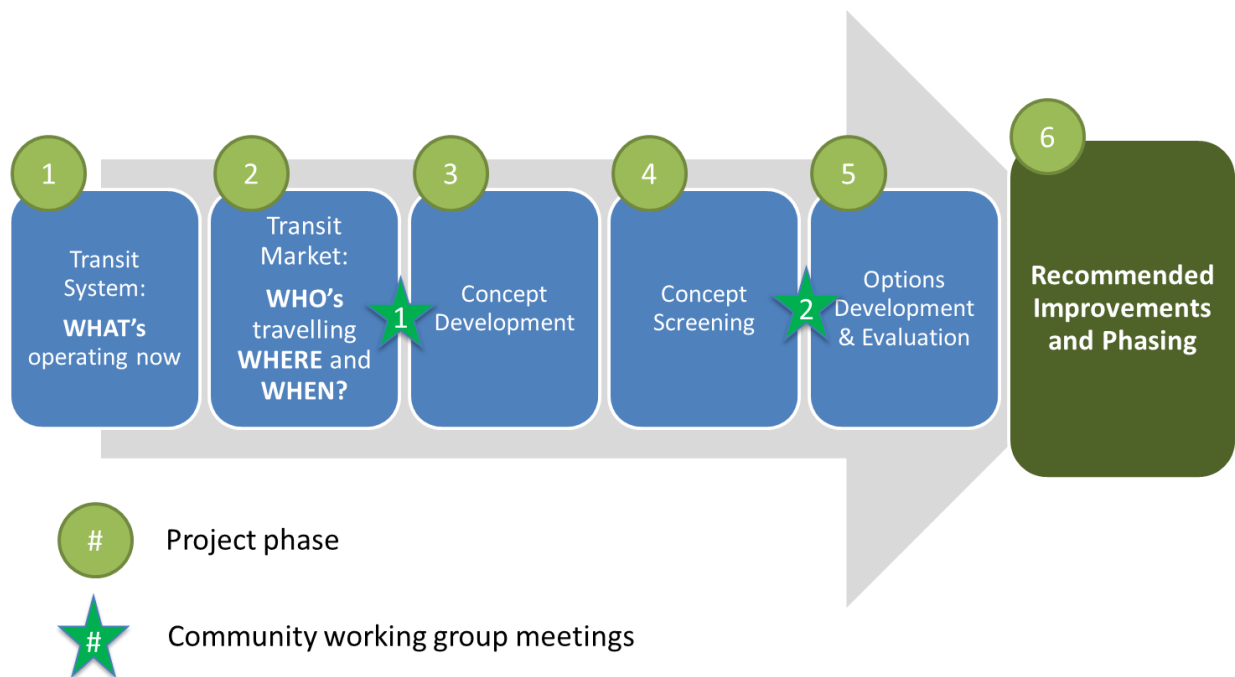 1
Transit
System:
WHAT's
operating now
2
Transit
Market:
WHO's
travelling
WHERE and
WHEN?
1
3
Concept
Development
4
Concept
Screening
2
5
Options
Development
& Evaluation
6
Recommended
Improvements
and Phasing
# Project phase
# Community working group meetings